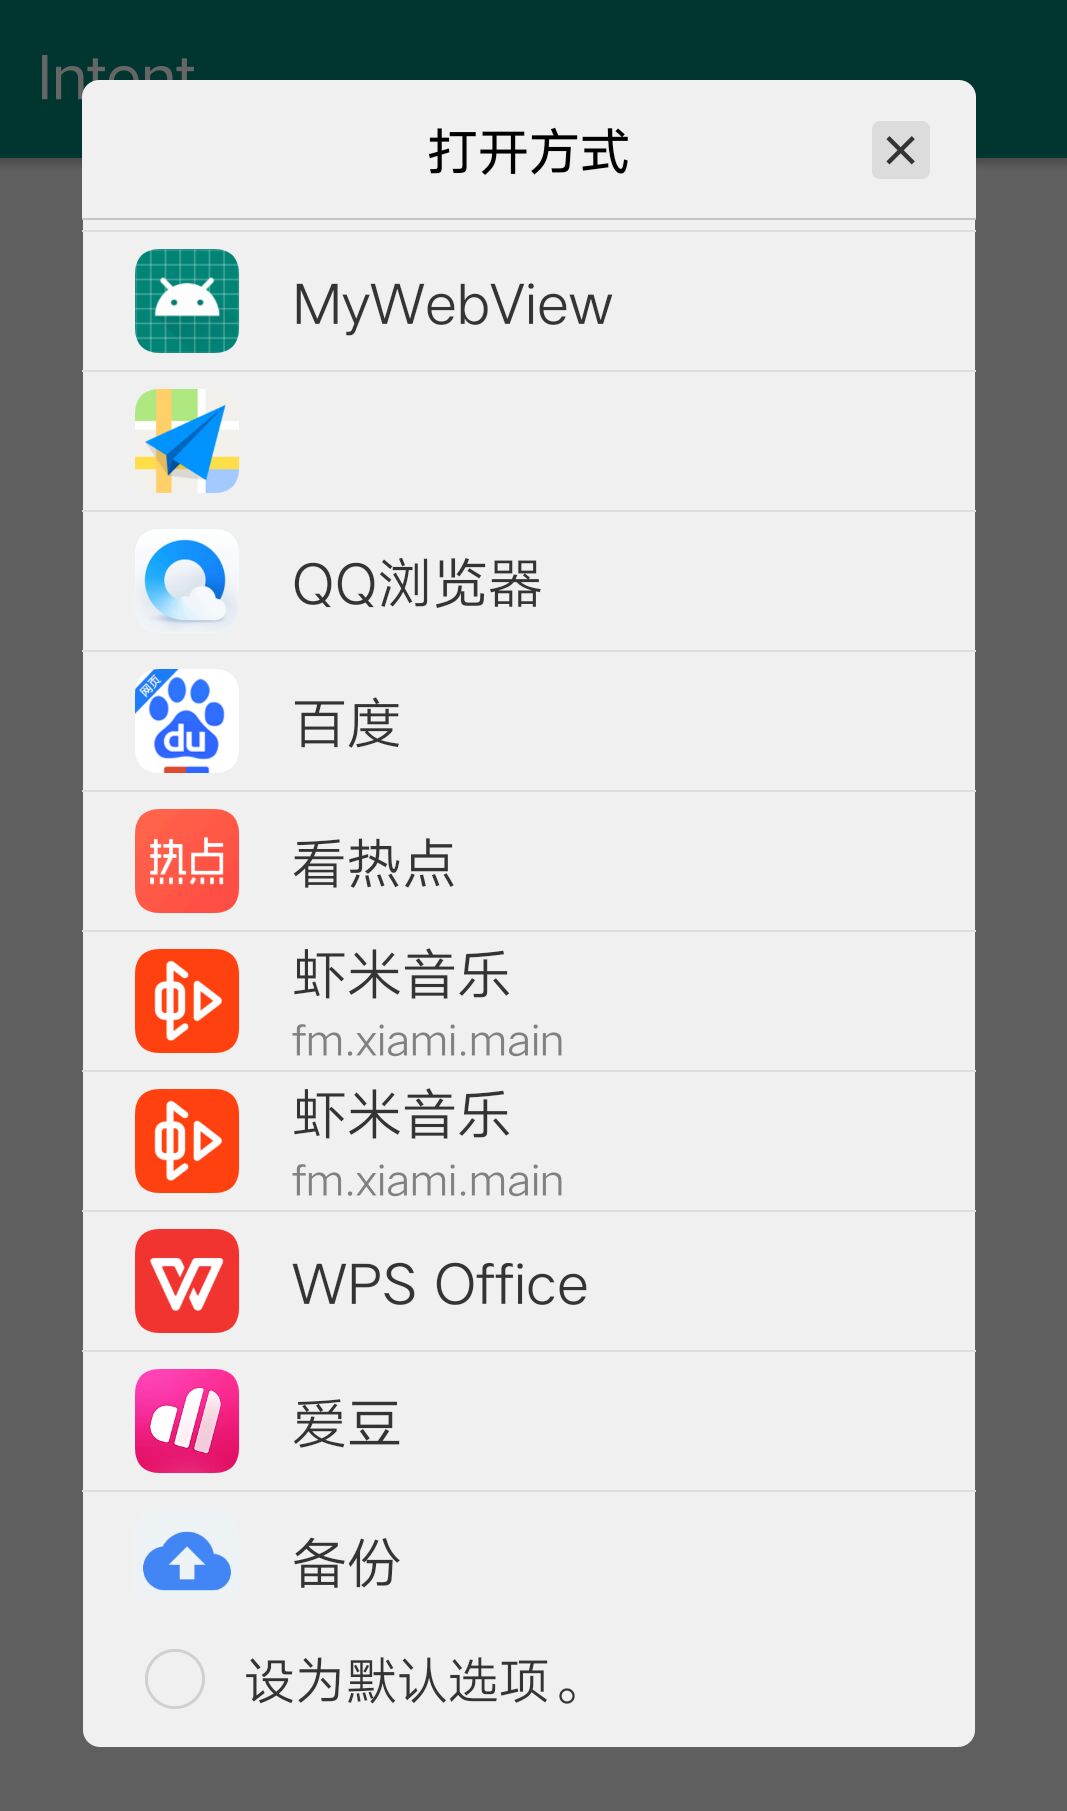 Intent
打开方式
MyWebView
QQ浏览器
网页
du
百度
热点
看热点
虾米音乐
fm.xiami.main
虾米音乐
fm.xiami.main
WPS Office
爱豆
备份
设为默认选项。